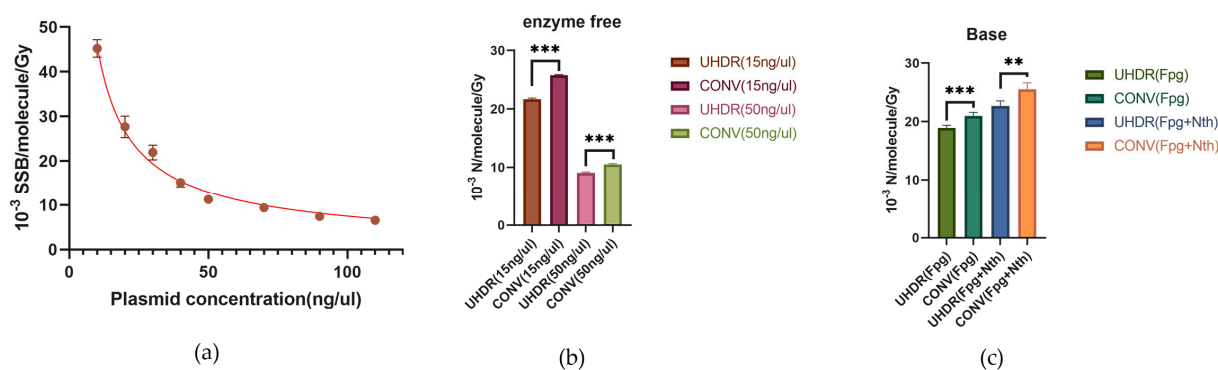 10⁻³ SSB/molecule/Gy
50
40
30
20
10
0
0
50
100
Plasmid concentration(ng/ul)
(a)
enzyme free
10⁻³ N/molecule/Gy
30
20
10
0
***
***
UHDR(15ng/ul)
CONV(15ng/ul)
UHDR(50ng/ul)
CONV(50ng/ul)
UHDR(15ng/ul)
CONV(15ng/ul)
UHDR(50ng/ul)
CONV(50ng/ul)
(b)
Base
10⁻³ N/molecule/Gy
30
20
10
0
***
**
UHDR(Fpg)
CONV(Fpg)
UHDR(Fpg+Nth)
CONV(Fpg+Nth)
UHDR(Fpg)
CONV(Fpg)
UHDR(Fpg+Nth)
CONV(Fpg+Nth)
(c)